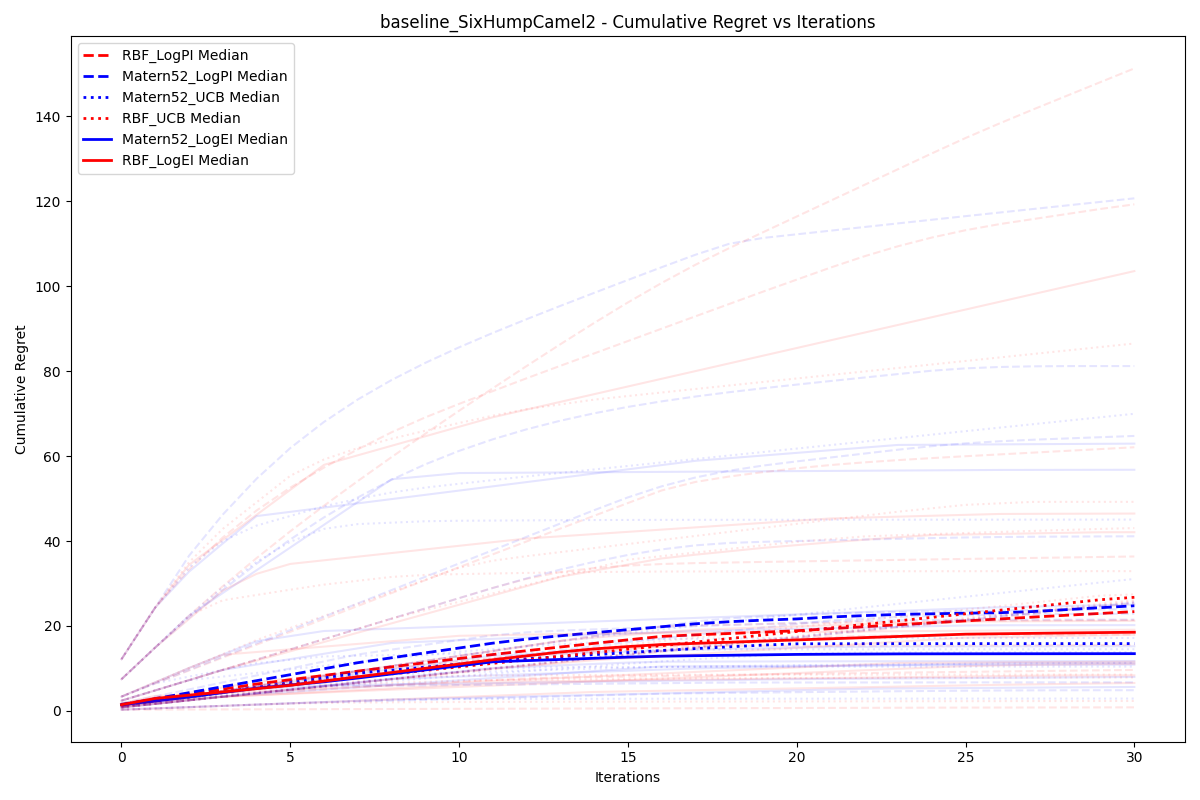 baseline_SixHumpCamel2 - Cumulative Regret vs Iterations
RBF_LogPI Median
Matern52_LogPI Median
Matern52_UCB Median
RBF_UCB Median
Matern52_LogEI Median
RBF_LogEI Median
Cumulative Regret
140
120
100
80
60
40
20
0
0 5 10 15 20 25 30
Iterations